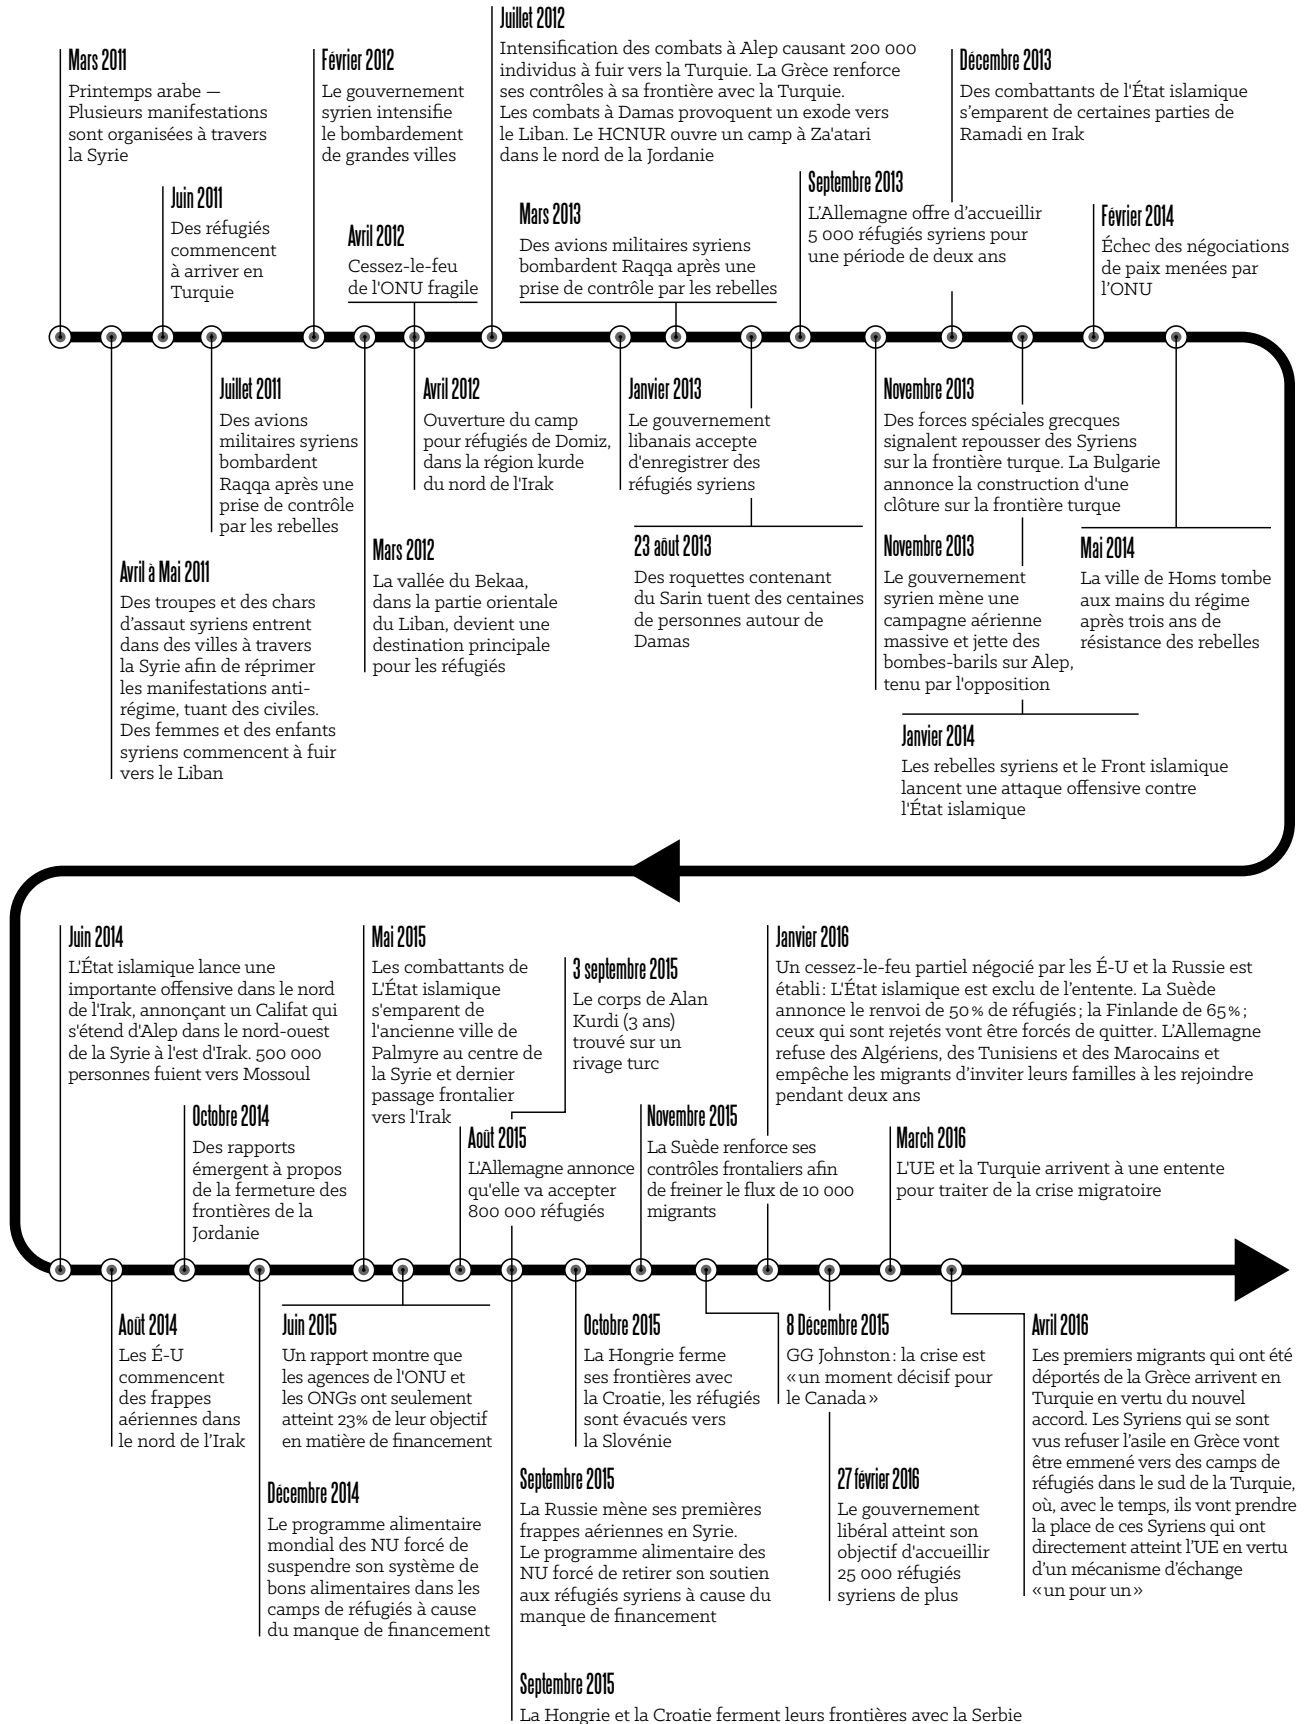 Mars 2011
Printemps arabe —
Plusieurs manifestations
sont organisées à travers
la Syrie
Avril à Mai 2011
Des troupes et des chars
d'assaut syriens entrent
dans des villes à travers
la Syrie afin de réprimer
les manifestations anti-
régime, tuant des civiles.
Des femmes et des enfants
syriens commencent à fuir
vers le Liban
Juin 2011
Des réfugiés
commencent
à arriver en
Turquie
Juillet 2011
Des avions
militaires syriens
bombardent
Raqqa après une
prise de contrôle
par les rebelles
Février 2012
Le gouvernement
syrien intensifie
le bombardement
de grandes villes
Mars 2012
La vallée du Bekaa,
dans la partie orientale
du Liban, devient une
destination principale
pour les réfugiés
Avril 2012
Cessez-le-feu
de l'ONU fragile
Avril 2012
Ouverture du camp
pour réfugiés de Domiz,
dans la région kurde
du nord de l'Irak
Juillet 2012
Intensification des combats à Alep causant 200 000
individus à fuir vers la Turquie. La Grèce renforce
ses contrôles à sa frontière avec la Turquie.
Les combats à Damas provoquent un exode vers
le Liban. Le HCNUR ouvre un camp à Za'atari
dans le nord de la Jordanie
Janvier 2013
Le gouvernement
libanais accepte
d'enregistrer des
réfugiés syriens
Mars 2013
Des avions militaires syriens
bombardent Raqqa après une
prise de contrôle par les rebelles
23 aôut 2013
Des roquettes contenant
du Sarin tuent des centaines
de personnes autour de
Damas
Septembre 2013
L'Allemagne offre d'accueillir
5 000 réfugiés syriens pour
une période de deux ans
Novembre 2013
Des forces spéciales grecques
signalent repousser des Syriens
sur la frontière turque. La Bulgarie
annonce la construction d'une
clôture sur la frontière turque
Novembre 2013
Le gouvernement
syrien mène une
campagne aérienne
massive et jette des
bombes-barils sur Alep,
tenu par l'opposition
Décembre 2013
Des combattants de l'État islamique
s'emparent de certaines parties de
Ramadi en Irak
Janvier 2014
Les rebelles syriens et le Front islamique
lancent une attaque offensive contre
l'État islamique
Février 2014
Échec des négociations
de paix menées par
l'ONU
Mai 2014
La ville de Homs tombe
aux mains du régime
après trois ans de
résistance des rebelles
Juin 2014
L'État islamique lance une
importante offensive dans le nord
de l'Irak, annonçant un Califat qui
s'étend d'Alep dans le nord-ouest
de la Syrie à l'est d'Irak. 500 000
personnes fuient vers Mossoul
Août 2014
Les É-U
commencent
des frappes
aériennes dans
le nord de l'Irak
Octobre 2014
Des rapports
émergent à propos
de la fermeture des
frontières de la
Jordanie
Décembre 2014
Le programme alimentaire
mondial des NU forcé de
suspendre son système de
bons alimentaires dans les
camps de réfugiés à cause
du manque de financement
Mai 2015
Les combattants de
L'État islamique
s'emparent de
l'ancienne ville de
Palmyre au centre de
la Syrie et dernier
passage frontalier
vers l'Irak
Juin 2015
Un rapport montre que
les agences de l'ONU et
les ONGs ont seulement
atteint 23% de leur objectif
en matière de financement
Août 2015
L'Allemagne annonce
qu'elle va accepter
800 000 réfugiés
3 septembre 2015
Le corps de Alan
Kurdi (3 ans)
trouvé sur un
rivage turc
Septembre 2015
La Russie mène ses premières
frappes aériennes en Syrie.
Le programme alimentaire des
NU forcé de retirer son soutien
aux réfugiés syriens à cause du
manque de financement
Septembre 2015
La Hongrie et la Croatie ferment leurs frontières avec la Serbie
Octobre 2015
La Hongrie ferme
ses frontières avec
la Croatie, les réfugiés
sont évacués vers
la Slovénie
Novembre 2015
La Suède renforce ses
contrôles frontaliers afin
de freiner le flux de 10 000
migrants
8 Décembre 2015
GG Johnston : la crise est
« un moment décisif pour
le Canada »
Janvier 2016
Un cessez-le-feu partiel négocié par les É-U et la Russie est
établi : L'État islamique est exclu de l'entente. La Suède
annonce le renvoi de 50 % de réfugiés ; la Finlande de 65 % ;
ceux qui sont rejetés vont être forcés de quitter. L'Allemagne
refuse des Algériens, des Tunisiens et des Marocains et
empêche les migrants d'inviter leurs familles à les rejoindre
pendant deux ans
27 février 2016
Le gouvernement
libéral atteint son
objectif d'accueillir
25 000 réfugiés
syriens de plus
March 2016
L'UE et la Turquie arrivent à une entente
pour traiter de la crise migratoire
Avril 2016
Les premiers migrants qui ont été
déportés de la Grèce arrivent en
Turquie en vertu du nouvel
accord. Les Syriens qui se sont
vus refuser l'asile en Grèce vont
être emmené vers des camps de
réfugiés dans le sud de la Turquie,
où, avec le temps, ils vont prendre
la place de ces Syriens qui ont
directement atteint l'UE en vertu
d'un mécanisme d'échange
« un pour un »